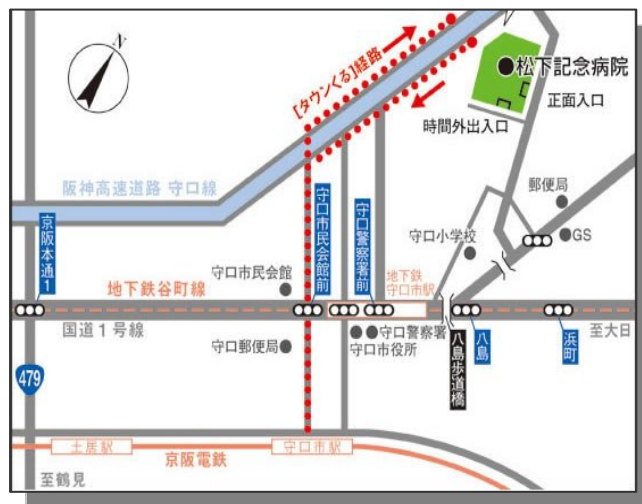 N
[タウンくる]経路
●松下記念病院
正面入口
時間外出入口
阪神高速道路 守口線
郵便局
GS
京阪本通1
守口市民会館
守口市民会館前
守口警察署前
守口小学校
地下鉄
守口市駅
地下鉄谷町線
国道1号線
守口郵便局
守口警察署
守口市役所
八島歩道橋
八島
浜町
至大日
479
土居駅
京阪電鉄
守口市駅
至鶴見